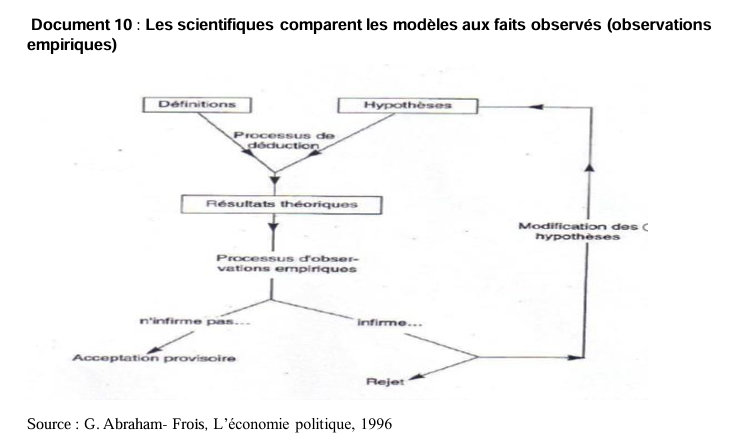 Document 10 : Les scientifiques comparent les modèles aux faits observés (observations
empiriques)
Définitions
Hypothèses
Processus de
déduction
Résultats théoriques
Modification des
hypothèses
Processus d'obser-
vations empiriques
n'infirme pas...
infirme...
Acceptation provisoire
Rejet
Source : G. Abraham- Frois, L'économie politique, 1996